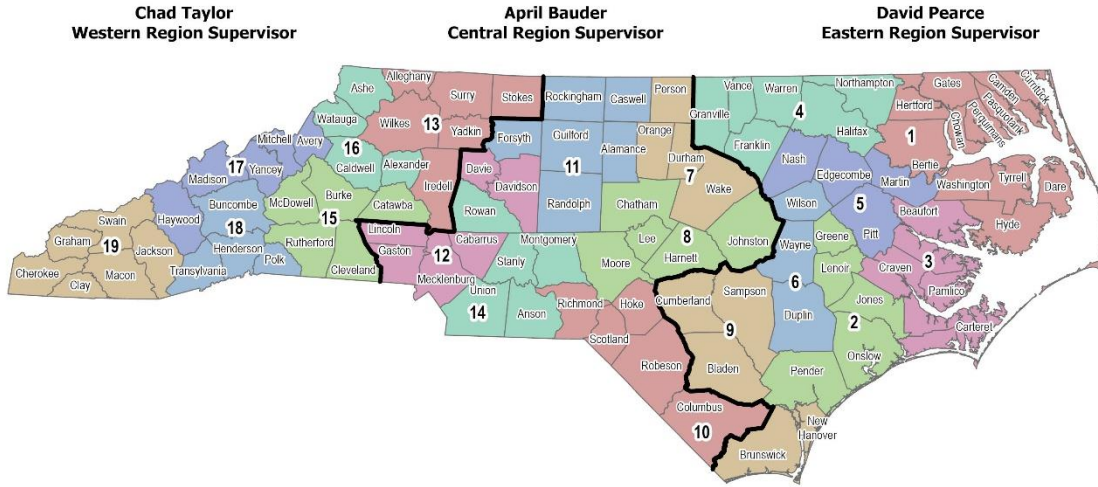 Chad Taylor
Western Region Supervisor
April Bauder
Central Region Supervisor
David Pearce
Eastern Region Supervisor
Alleghany
Ashe
Surry
Stokes
Rockingham
Caswell
Person
Vance
Warren
Northampton
Gates
Camden
Currituck
Pasquotank
Perquimans
Chowan
Hertford
Granville
4
Halifax
1
Bertie
Watauga
Wilkes
13
Yadkin
Forsyth
Guilford
Alamance
Orange
Durham
7
Franklin
Nash
Edgecombe
Martin
Washington
Tyrrell
Dare
Mitchell
Avery
16
Caldwell
Alexander
Iredell
Davie
Davidson
11
Randolph
Chatham
Wake
Wilson
5
Pitt
Beaufort
Hyde
17
Madison
Yancey
Burke
McDowell
15
Catawba
Rowan
Buncombe
Haywood
18
Swain
Graham
19
Jackson
Henderson
Rutherford
Lincoln
Gaston
12
Cabarrus
Montgomery
Lee
8
Johnston
Harnett
Wayne
Greene
Lenoir
Craven
3
Pamlico
Cherokee
Macon
Clay
Transylvania
Polk
Cleveland
Mecklenburg
Stanly
Moore
6
Jones
Carteret
Union
14
Anson
Richmond
Hoke
Scotland
Cumberland
Sampson
9
Duplin
2
Onslow
Robeson
Bladen
Pender
Columbus
10
New
Hanover
Brunswick